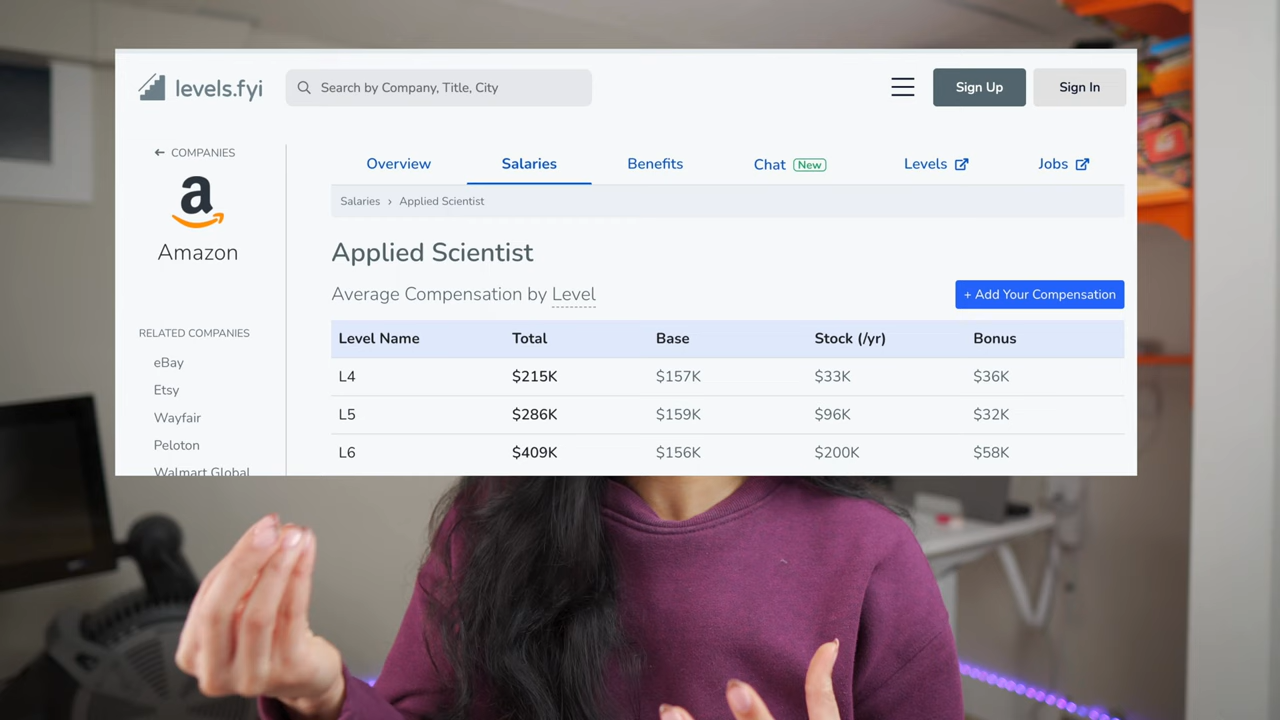 levels.fyi
Search by Company, Title, City
Sign Up
Sign In
← COMPANIES
a
Amazon
RELATED COMPANIES
eBay
Etsy
Wayfair
Peloton
Walmart Global
Overview
Salaries
Benefits
Chat New
Levels
Jobs
Salaries › Applied Scientist
Applied Scientist
Average Compensation by Level
+ Add Your Compensation
Level Name Total Base Stock (/yr) Bonus
L4 $215K $157K $33K $36K
L5 $286K $159K $96K $32K
L6 $409K $156K $200K $58K